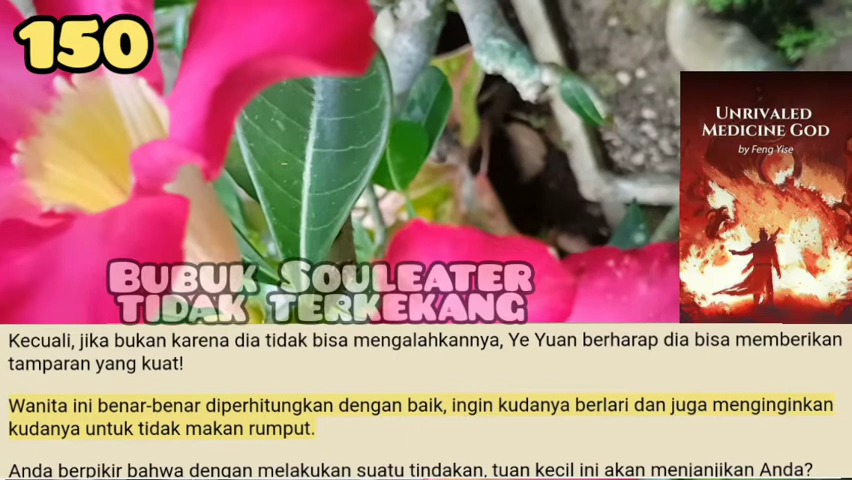 150
UNRIVALED
MEDICINE GOD
by Feng Yise
BUBUK SOULEATER
TIDAK TERKEKANG
Kecuali, jika bukan karena dia tidak bisa mengalahkannya, Ye Yuan berharap dia bisa memberikan
tamparan yang kuat!
Wanita ini benar-benar diperhitungkan dengan baik, ingin kudanya berlari dan juga menginginkan
kudanya untuk tidak makan rumput.
Anda berpikir bahwa dengan melakukan suatu tindakan, tuan kecil ini akan menjanjikan Anda?